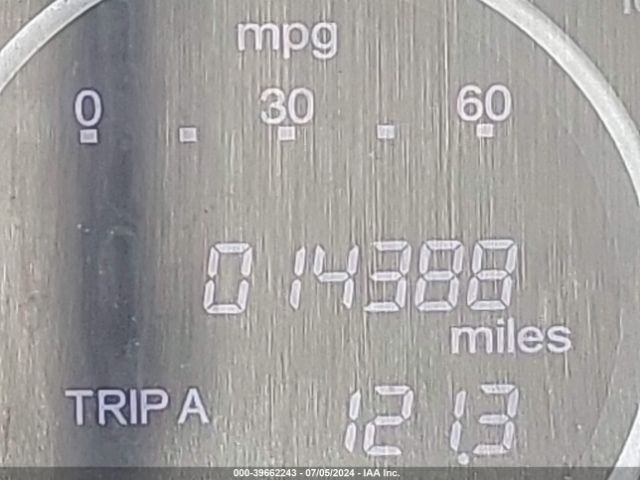 mpg
0 30 60
014388
miles
TRIP A 121.3
000-39662243 - 07/05/2024 - IAA Inc.